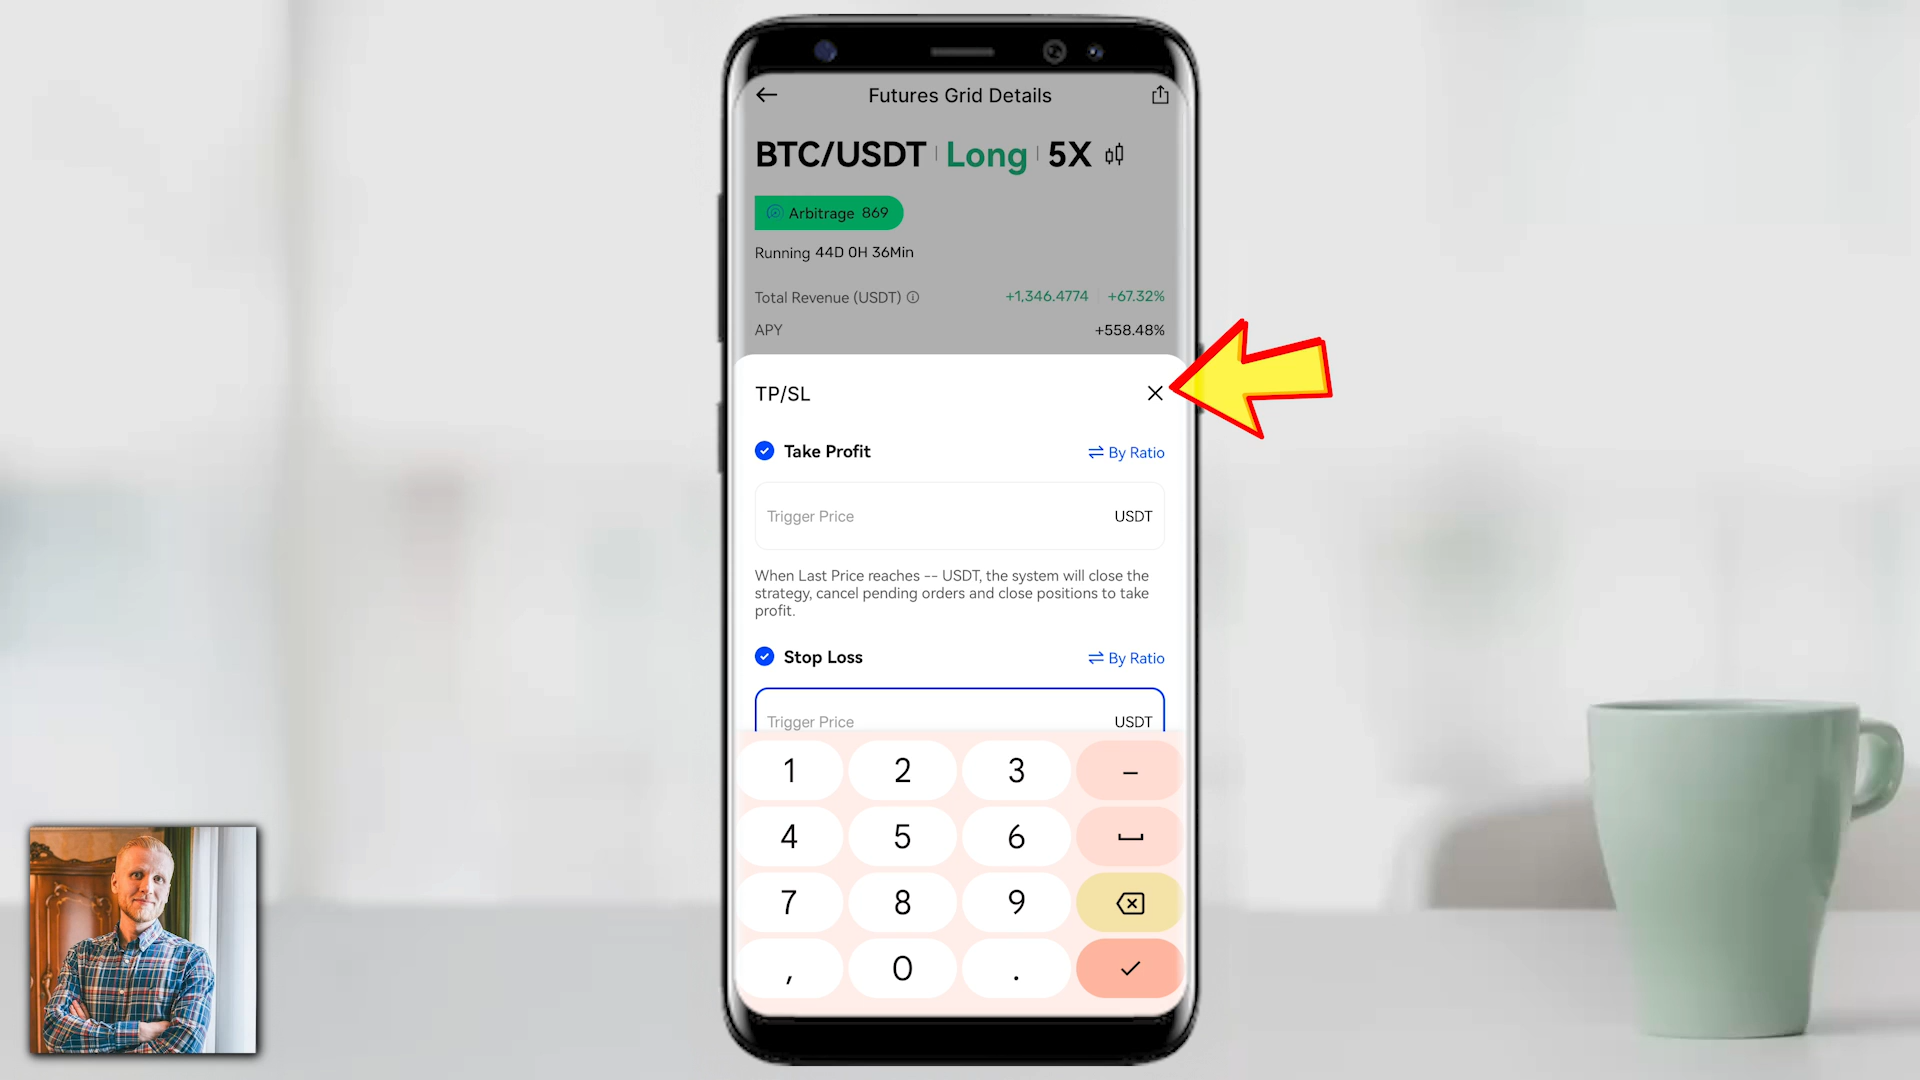 Futures Grid Details
BTC/USDT Long 5X
Arbitrage 869
Running 44D 0H 36Min
Total Revenue (USDT) +1,346.4774 +67.32%
APY +558.48%
TP/SL
Take Profit By Ratio
Trigger Price USDT
When Last Price reaches -- USDT, the system will close the
strategy, cancel pending orders and close positions to take
profit.
Stop Loss By Ratio
Trigger Price USDT
1 2 3 –
4 5 6
7 8 9
, 0 .